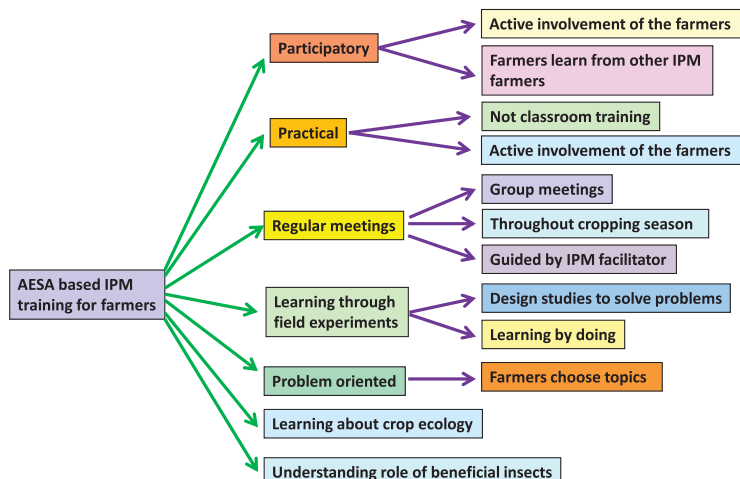 Active involvement of the farmers
Participatory
Farmers learn from other IPM
farmers
Not classroom training
Practical
Active involvement of the farmers
Group meetings
Regular meetings
Throughout cropping season
Guided by IPM facilitator
AESA based IPM
training for farmers
Learning through
field experiments
Design studies to solve problems
Learning by doing
Problem oriented
Farmers choose topics
Learning about crop ecology
Understanding role of beneficial insects